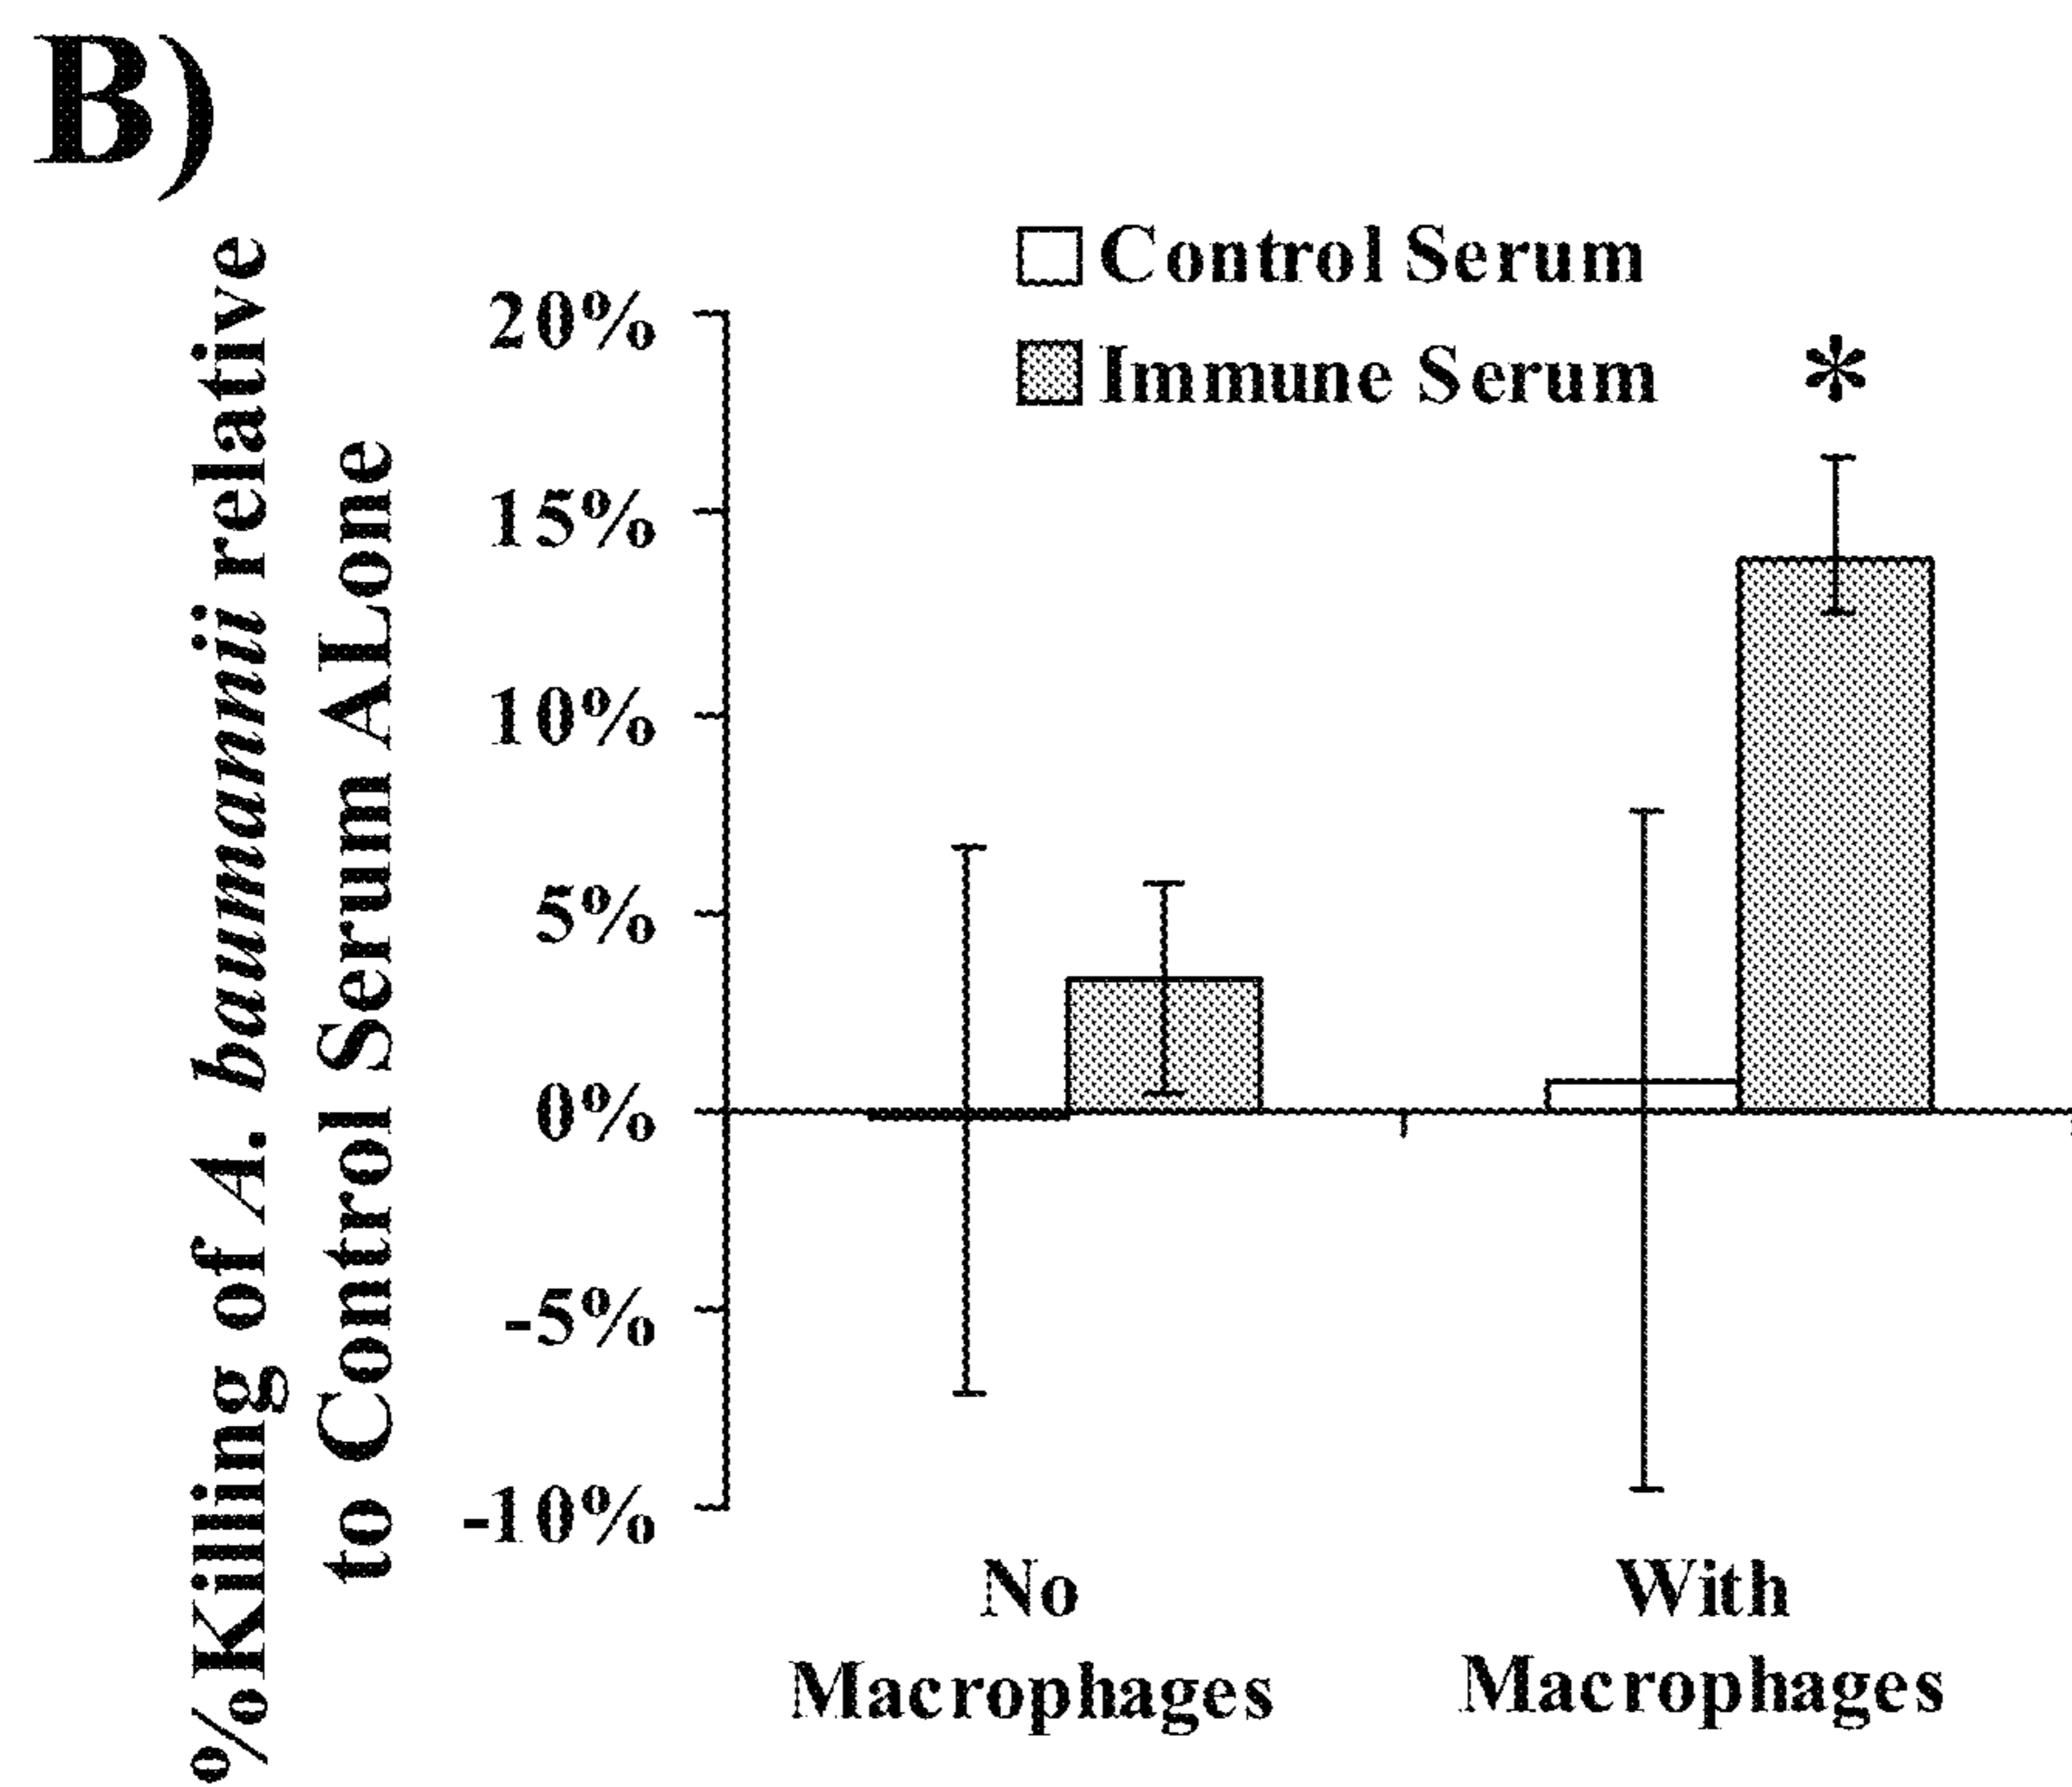 B)
%Killing of A. baumannii relative
to Control Serum ALone
Control Serum
Immune Serum
*
20%
15%
10%
5%
0%
-5%
-10%
No
Macrophages
With
Macrophages